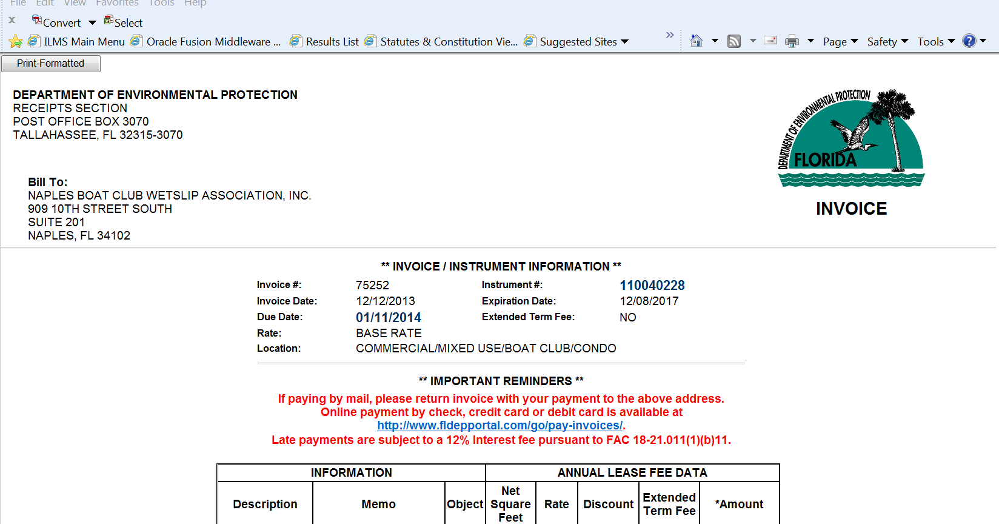 File Edit View Favorites Tools Help
x Convert Select
ILMS Main Menu Oracle Fusion Middleware ... Results List Statutes & Constitution Vie... Suggested Sites » Page Safety Tools ?
Print-Formatted
DEPARTMENT OF ENVIRONMENTAL PROTECTION
RECEIPTS SECTION
POST OFFICE BOX 3070
TALLAHASSEE, FL 32315-3070
DEPARTMENT OF ENVIRONMENTAL PROTECTION
FLORIDA
INVOICE
Bill To:
NAPLES BOAT CLUB WETSLIP ASSOCIATION, INC.
909 10TH STREET SOUTH
SUITE 201
NAPLES, FL 34102
** INVOICE / INSTRUMENT INFORMATION **
Invoice #: 75252 Instrument #: 110040228
Invoice Date: 12/12/2013 Expiration Date: 12/08/2017
Due Date: 01/11/2014 Extended Term Fee: NO
Rate: BASE RATE
Location: COMMERCIAL/MIXED USE/BOAT CLUB/CONDO
** IMPORTANT REMINDERS **
If paying by mail, please return invoice with your payment to the above address.
Online payment by check, credit card or debit card is available at
http://www.fldepportal.com/go/pay-invoices/.
Late payments are subject to a 12% Interest fee pursuant to FAC 18-21.011(1)(b)11.
INFORMATION ANNUAL LEASE FEE DATA
Description Memo Object Net Square Feet Rate Discount Extended Term Fee *Amount